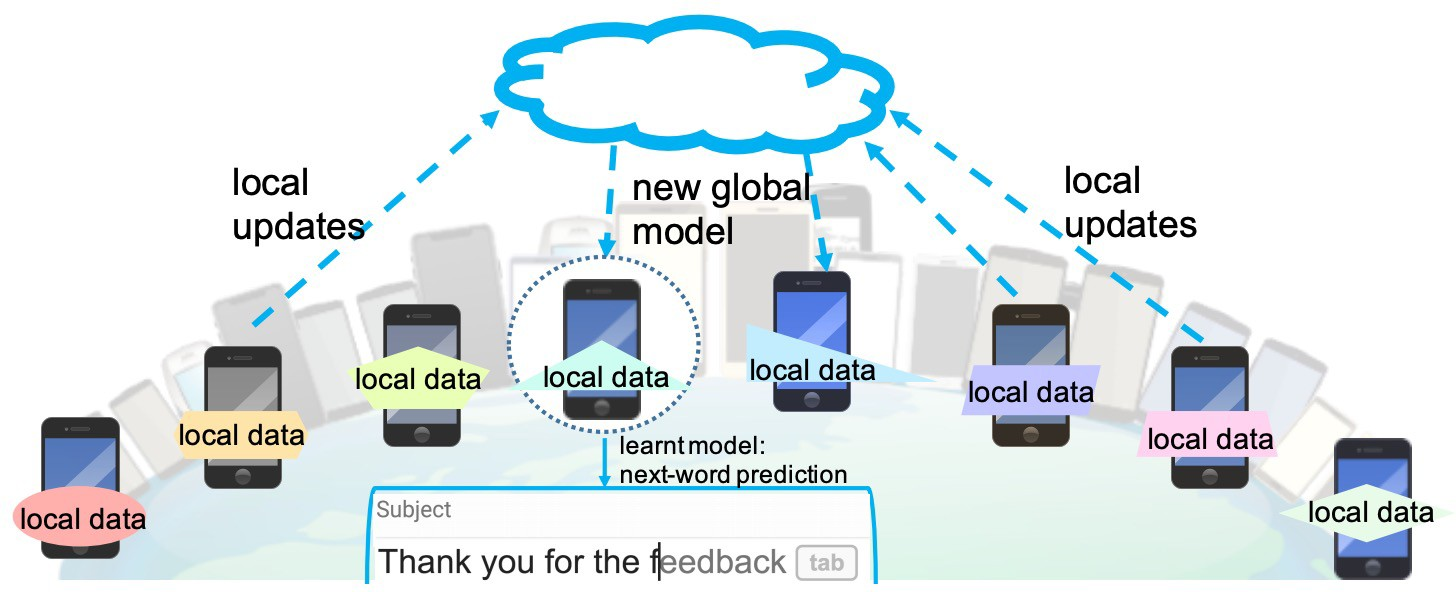 local
updates
new global
model
local
updates
local data
local data
local data
local data
local data
local data
local data
local data
learnt model:
next-word prediction
Subject
Thank you for the feedback tab